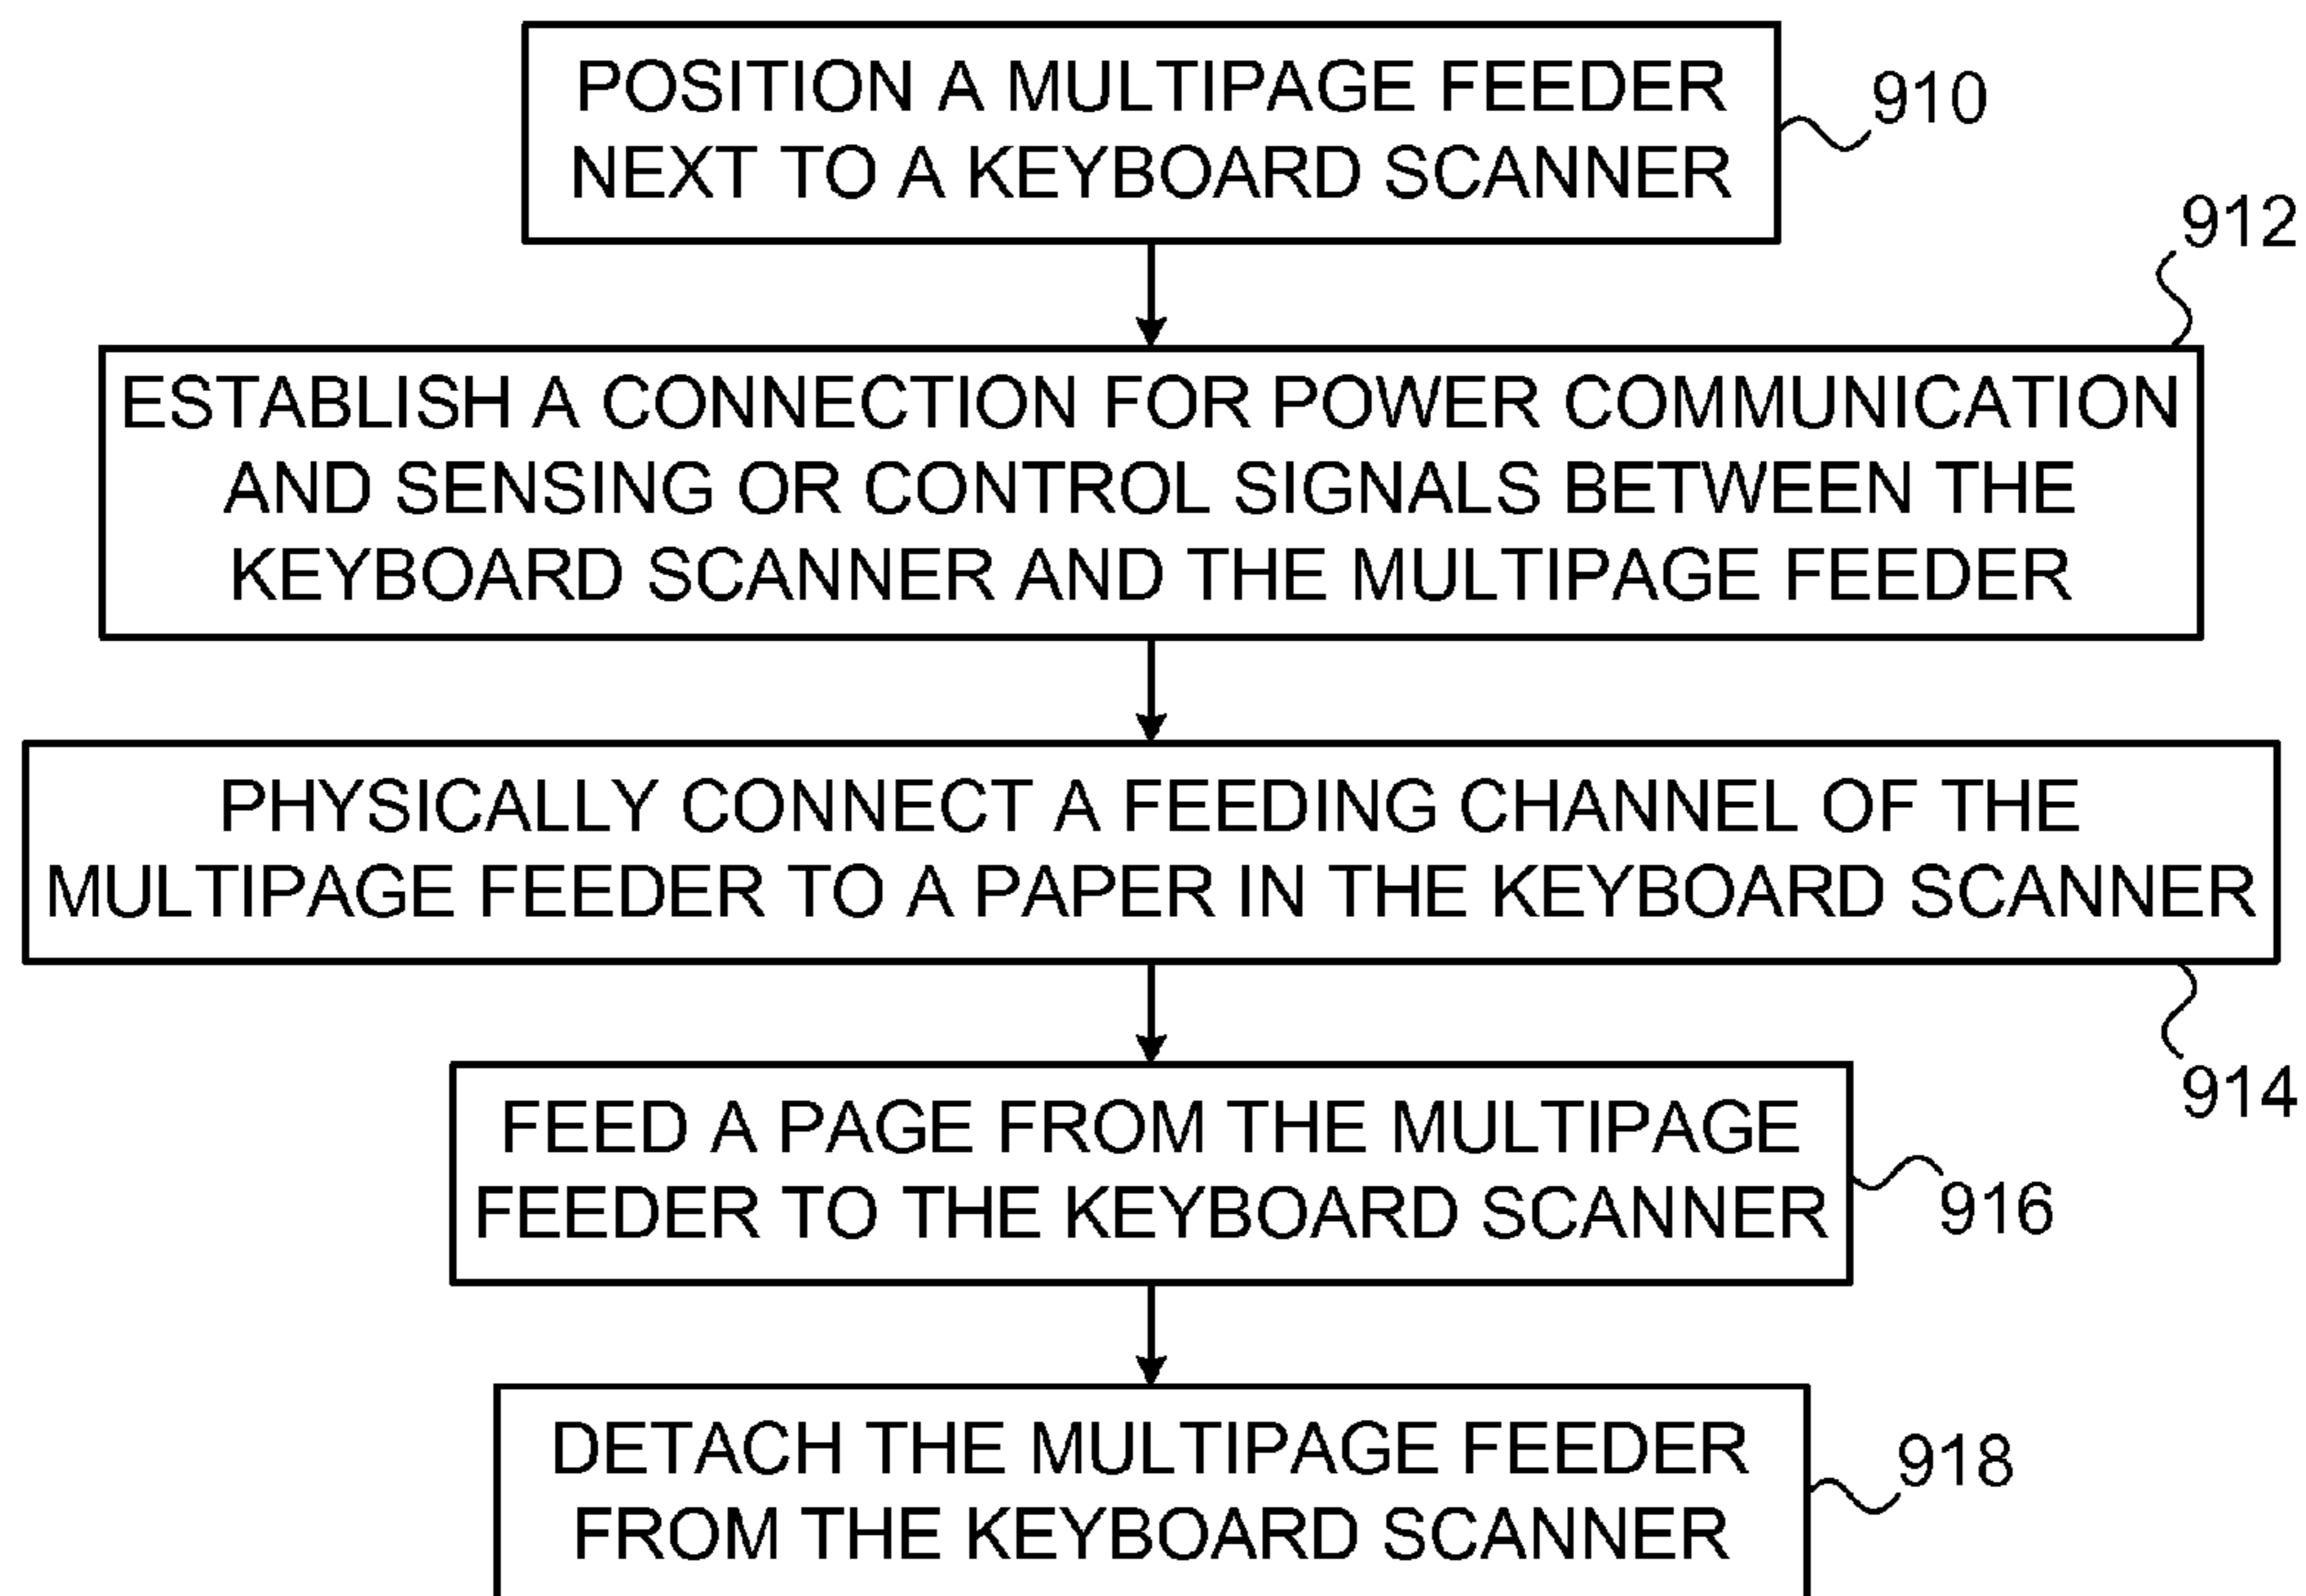 POSITION A MULTIPAGE FEEDER
NEXT TO A KEYBOARD SCANNER
910
912
ESTABLISH A CONNECTION FOR POWER COMMUNICATION
AND SENSING OR CONTROL SIGNALS BETWEEN THE
KEYBOARD SCANNER AND THE MULTIPAGE FEEDER
PHYSICALLY CONNECT A FEEDING CHANNEL OF THE
MULTIPAGE FEEDER TO A PAPER IN THE KEYBOARD SCANNER
914
FEED A PAGE FROM THE MULTIPAGE
FEEDER TO THE KEYBOARD SCANNER
916
DETACH THE MULTIPAGE FEEDER
FROM THE KEYBOARD SCANNER
918